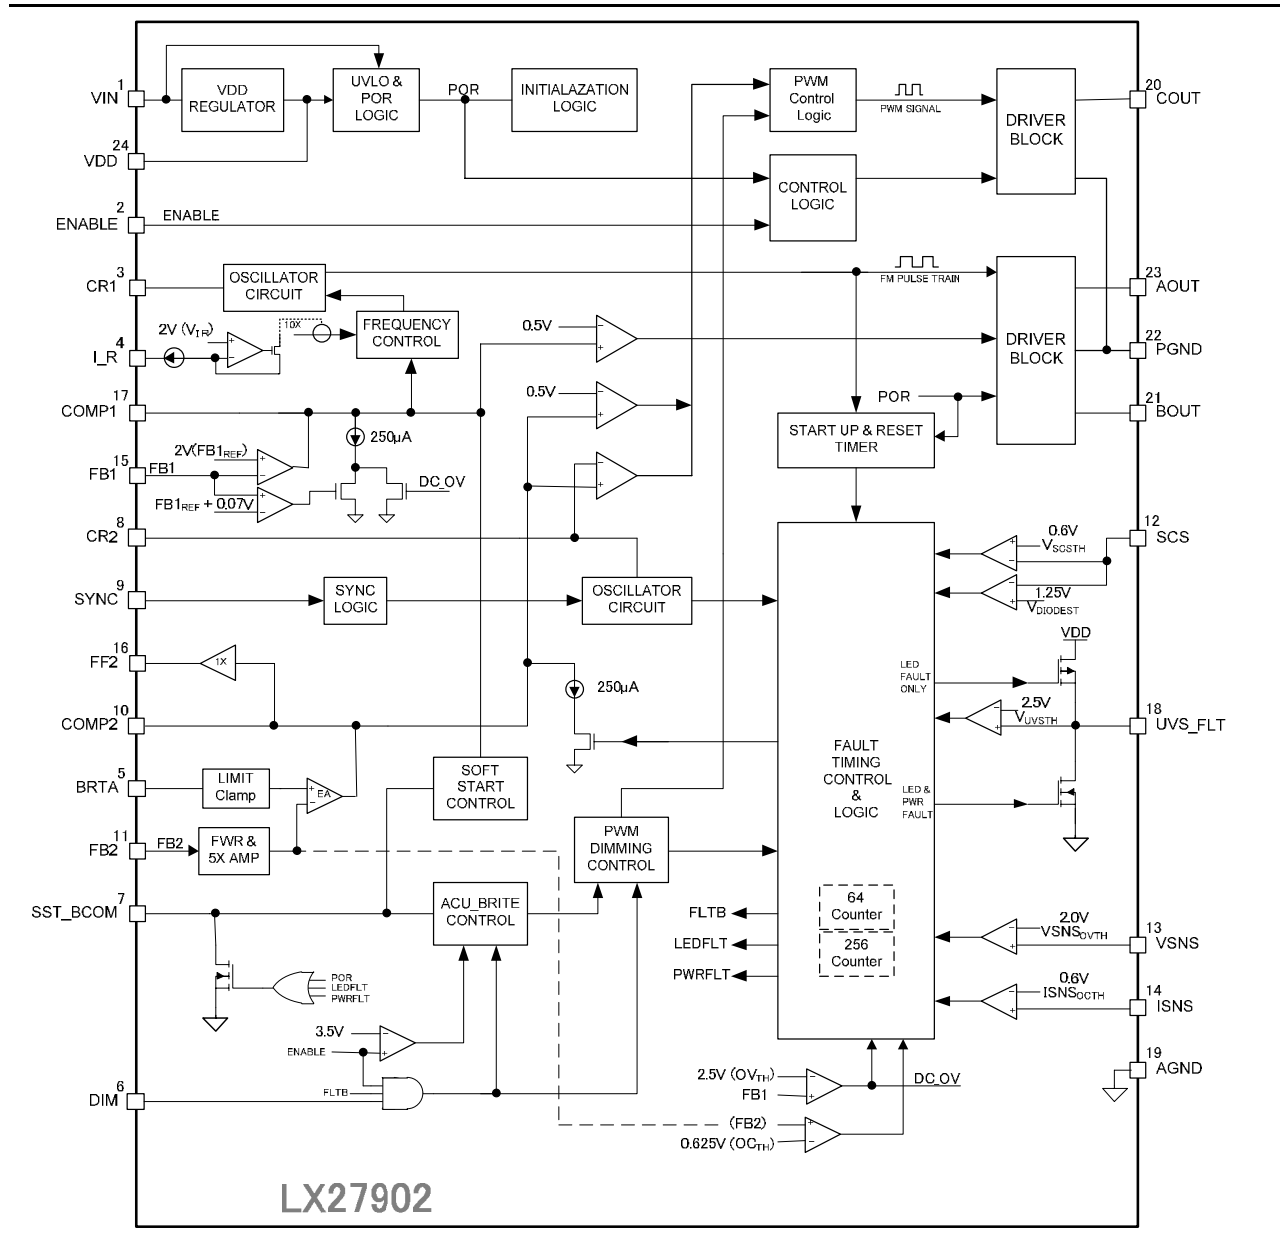 1
VIN
VDD
REGULATOR
UVLO &
POR
LOGIC
POR
INITIALAZATION
LOGIC
PWM
Control
Logic
PWM SIGNAL
DRIVER
BLOCK
20
COUT
24
VDD
CONTROL
LOGIC
2
ENABLE
ENABLE
3
CR1
OSCILLATOR
CIRCUIT
FM PULSE TRAIN
23
AOUT
2V (VIR)
10X
FREQUENCY
CONTROL
0.5V
4
I_R
DRIVER
BLOCK
22
PGND
17
COMP1
0.5V
POR
21
BOUT
250µA
START UP & RESET
TIMER
2V(FB1REF)
15
FB1
FB1
DC_OV
FB1REF + 0.07V
8
CR2
0.6V
VSCSTH
12
SCS
9
SYNC
SYNC
LOGIC
OSCILLATOR
CIRCUIT
1.25V
VDIODEST
16
FF2
1X
VDD
LED
FAULT
ONLY
250µA
10
COMP2
2.5V
VUVSTH
18
UVS_FLT
FAULT
TIMING
CONTROL
&
LOGIC
5
BRTA
LIMIT
Clamp
EA
SOFT
START
CONTROL
LED &
PWR
FAULT
11
FB2
FB2
FWR &
5X AMP
PWM
DIMMING
CONTROL
7
SST_BCOM
ACU_BRITE
CONTROL
64
Counter
FLTB
2.0V
VSNSOVTH
13
VSNS
LEDFLT
256
Counter
PWRFLT
POR
LEDFLT
PWRFLT
0.6V
ISNSOCTH
14
ISNS
3.5V
ENABLE
19
AGND
2.5V (OVTH)
FB1
DC_OV
FLTB
6
DIM
(FB2)
0.625V (OCTH)
LX27902